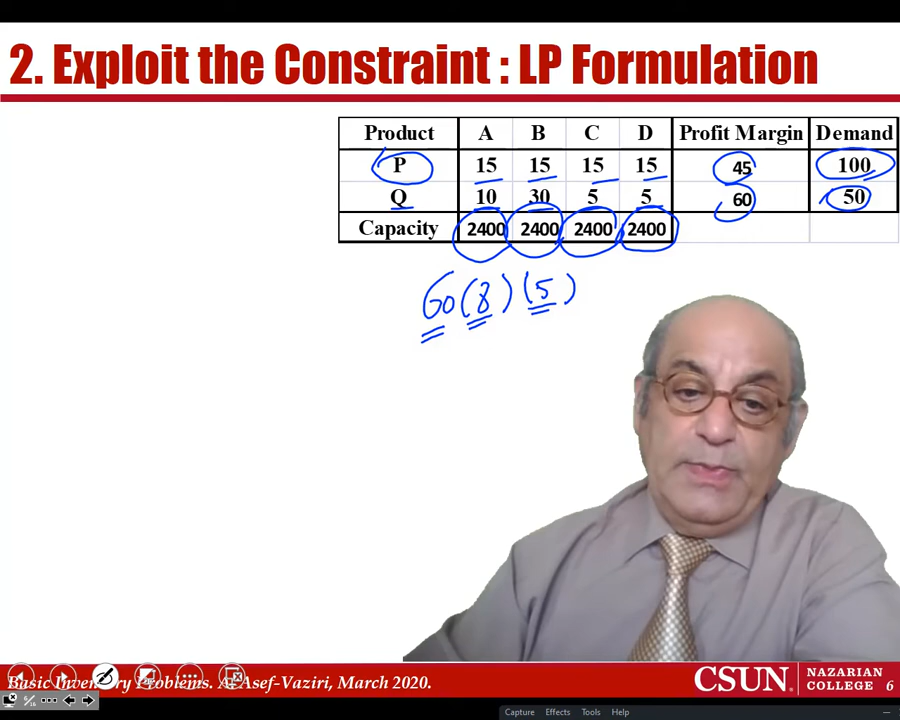 2. Exploit the Constraint : LP Formulation
Product A B C D Profit Margin Demand
P 15 15 15 15 45 100
Q 10 30 5 5 60 50
Capacity 2400 2400 2400 2400
60(8)(5)
Basic Inventory Problems. A. Asef-Vaziri, March 2020.
CSUN NAZARIAN
COLLEGE 6
Capture Effects Tools Help